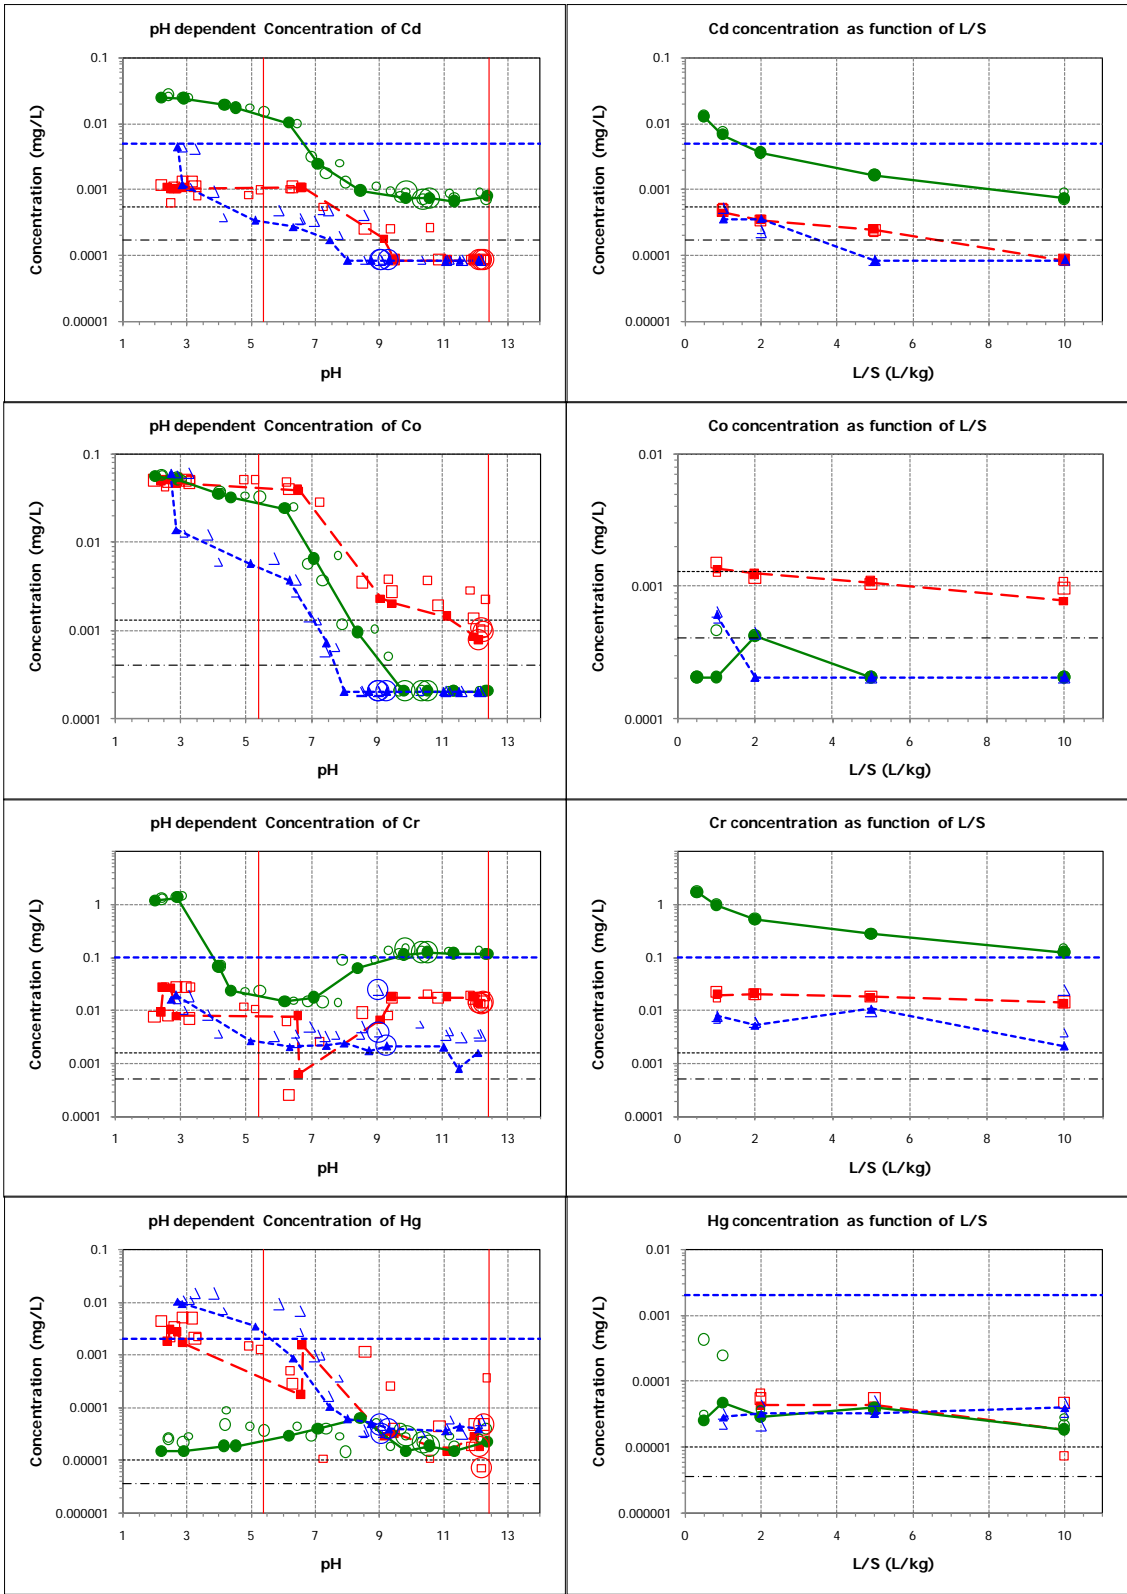 pH dependent Concentration of Cd
Concentration (mg/L)
0.1
0.01
0.001
0.0001
0.00001
1 3 5 7 9 11 13
pH
Cd concentration as function of L/S
Concentration (mg/L)
0.1
0.01
0.001
0.0001
0.00001
0 2 4 6 8 10
L/S (L/kg)
pH dependent Concentration of Co
Concentration (mg/L)
0.1
0.01
0.001
0.0001
1 3 5 7 9 11 13
pH
Co concentration as function of L/S
Concentration (mg/L)
0.01
0.001
0.0001
0 2 4 6 8 10
L/S (L/kg)
pH dependent Concentration of Cr
Concentration (mg/L)
1
0.1
0.01
0.001
0.0001
1 3 5 7 9 11 13
pH
Cr concentration as function of L/S
Concentration (mg/L)
1
0.1
0.01
0.001
0.0001
0 2 4 6 8 10
L/S (L/kg)
pH dependent Concentration of Hg
Concentration (mg/L)
0.1
0.01
0.001
0.0001
0.00001
0.000001
1 3 5 7 9 11 13
pH
Hg concentration as function of L/S
Concentration (mg/L)
0.01
0.001
0.0001
0.00001
0.000001
0 2 4 6 8 10
L/S (L/kg)